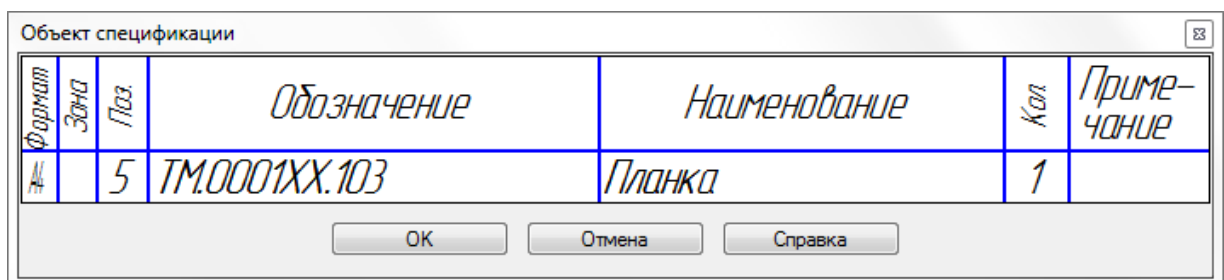 Объект спецификации
Формат Зона Поз. Обозначение Наименование Кол. Приме-
чание
А4 5 ТМ.0001ХХ.103 Планка 1
ОК Отмена Справка